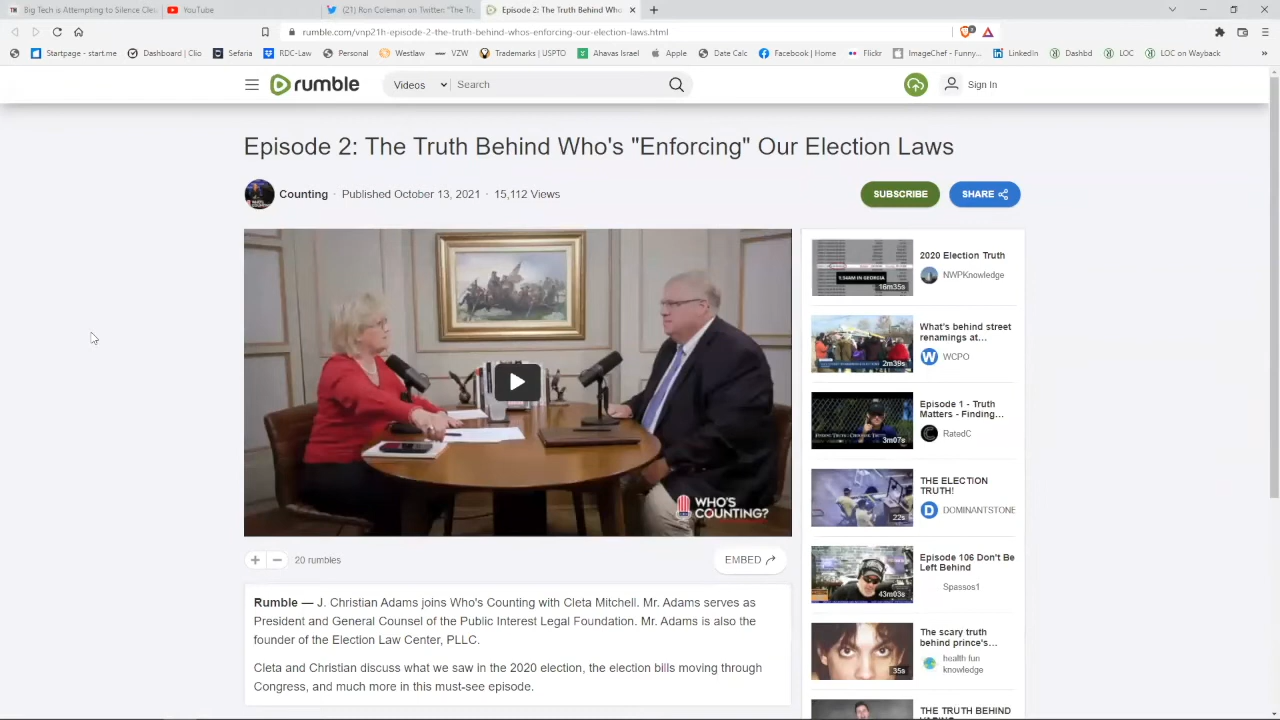 Big Tech is Attempting to Silence Cleta
YouTube
(21) Ron Coleman on Twitter: "The Tru
Episode 2: The Truth Behind Who
rumble.com/vnp21h-episode-2-the-truth-behind-whos-enforcing-our-election-laws.html
Startpage - start.me
Dashboard | Clio
Sefaria
RDC-Law
Personal
Westlaw
VZW
Trademarks | USPTO
Ahavas Israel
Apple
Date Calc
Facebook | Home
Flickr
ImageChef - Funny...
LinkedIn
Dashbd
LOC
LOC on Wayback
rumble
Videos
Search
Sign In
Episode 2: The Truth Behind Who's "Enforcing" Our Election Laws
Counting · Published October 13, 2021 · 15,112 Views
SUBSCRIBE
SHARE
WHO'S
COUNTING?
1:34AM IN GEORGIA
16m35s
2020 Election Truth
NWPKnowledge
2m39s
What's behind street
renamings at...
W
WCPO
3m07s
Episode 1 - Truth
Matters - Finding...
RatedC
22s
THE ELECTION
TRUTH!
D
DOMINANTSTONE
43m03s
Episode 106 Don't Be
Left Behind
Spassos1
35s
The scary truth
behind prince's...
health fun
knowledge
THE TRUTH BEHIND
20 rumbles
EMBED
Rumble — J. Christian Adams joins Who's Counting with Cleta Mitchell. Mr. Adams serves as
President and General Counsel of the Public Interest Legal Foundation. Mr. Adams is also the
founder of the Election Law Center, PLLC.
Cleta and Christian discuss what we saw in the 2020 election, the election bills moving through
Congress, and much more in this must-see episode.